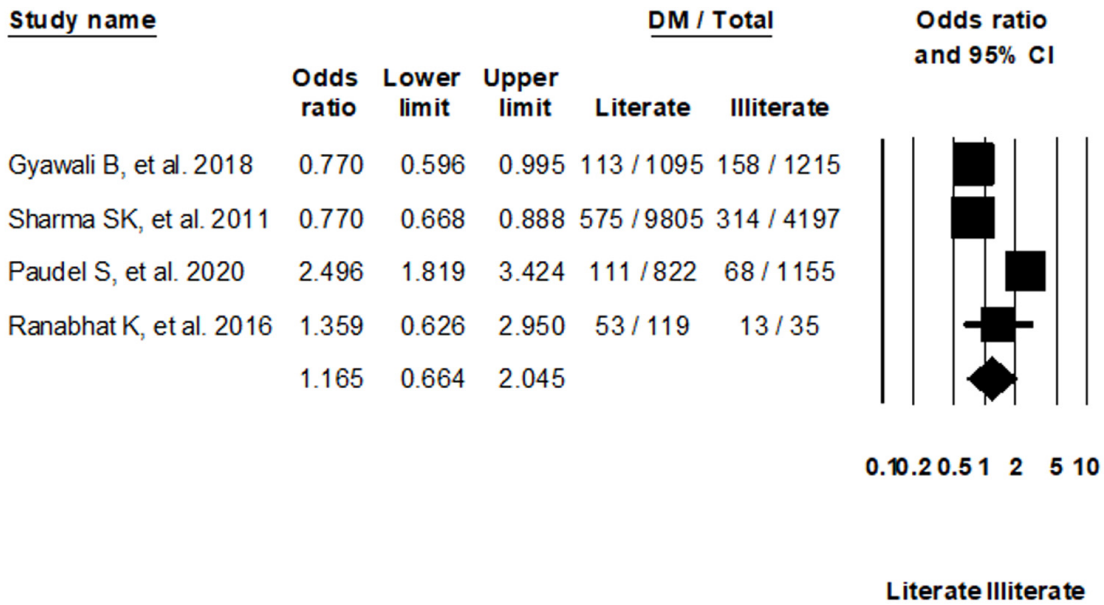 Study name DM / Total Odds ratio
and 95% CI
Odds Lower Upper
ratio limit limit Literate Illiterate
Gyawali B, et al. 2018 0.770 0.596 0.995 113 / 1095 158 / 1215
Sharma SK, et al. 2011 0.770 0.668 0.888 575 / 9805 314 / 4197
Paudel S, et al. 2020 2.496 1.819 3.424 111 / 822 68 / 1155
Ranabhat K, et al. 2016 1.359 0.626 2.950 53 / 119 13 / 35
1.165 0.664 2.045
0.1 0.2 0.5 1 2 5 10
Literate Illiterate